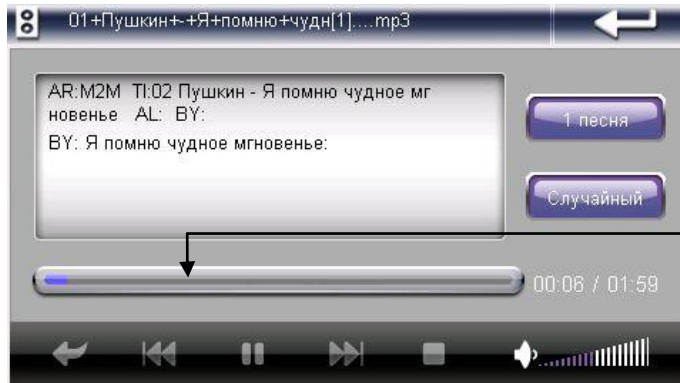 01+Пушкин+-+Я+помню+чудн[1]....mp3
AR:M2M TI:02 Пушкин - Я помню чудное мг
новенье AL: BY:
BY: Я помню чудное мгновенье:
1 песня
Случайный
00:06 / 01:59